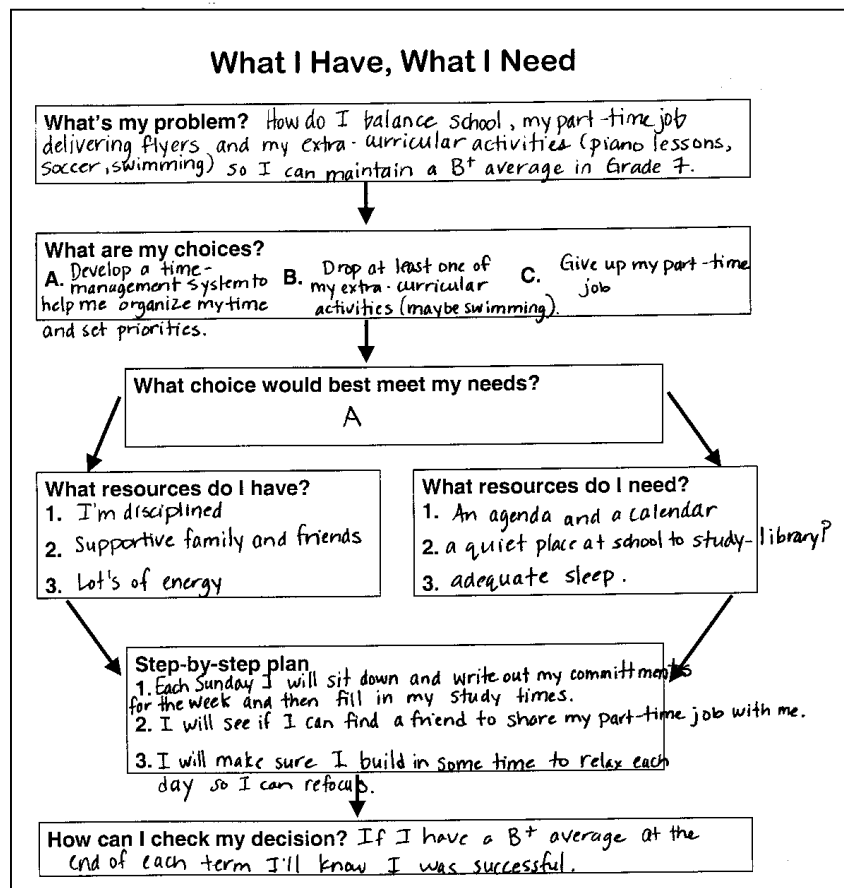 What I Have, What I Need
What's my problem? How do I balance school, my part-time job
delivering flyers and my extra-curricular activities (piano lessons,
soccer, swimming) so I can maintain a B+ average in Grade 7.
What are my choices?
A. Develop a time-
management system to
help me organize my time
and set priorities.
B. Drop at least one of
my extra-curricular
activities (maybe swimming).
C. Give up my part-time
job
What choice would best meet my needs?
A
What resources do I have?
1. I'm disciplined
2. Supportive family and friends
3. Lot's of energy
What resources do I need?
1. An agenda and a calendar
2. a quiet place at school to study-library?
3. adequate sleep.
Step-by-step plan
1. Each Sunday I will sit down and write out my committments
for the week and then fill in my study times.
2. I will see if I can find a friend to share my part-time job with me.
3. I will make sure I build in some time to relax each
day so I can refocus.
How can I check my decision? If I have a B+ average at the
end of each term I'll know I was successful.